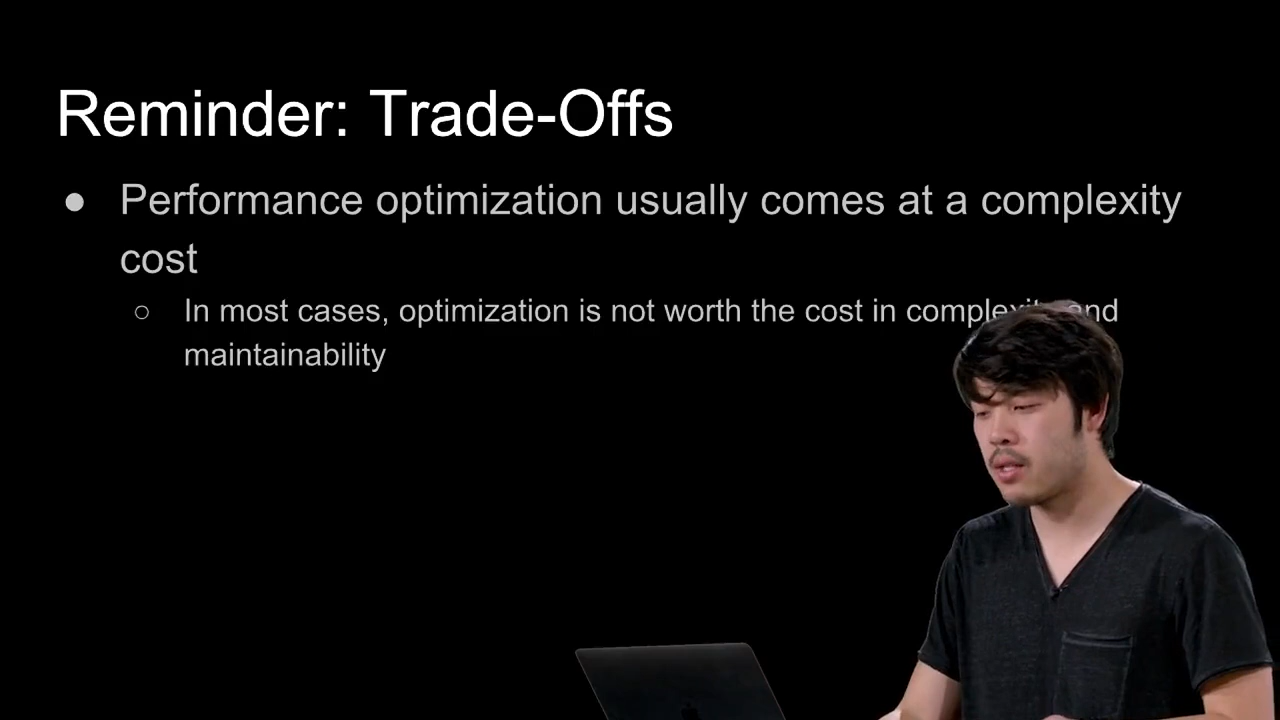 Reminder: Trade-Offs
● Performance optimization usually comes at a complexity
cost
○ In most cases, optimization is not worth the cost in complexity and
maintainability